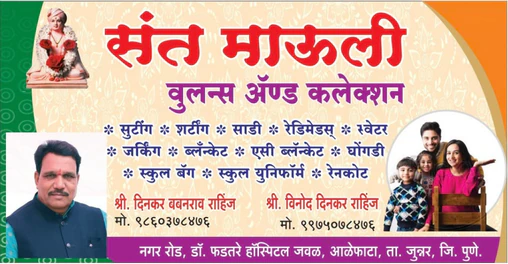 संत माऊली
वुलन्स ॲण्ड कलेक्शन
* सुटींग * शर्टींग * साडी * रेडिमेडस् * स्वेटर
* जर्किंग * ब्लॅन्केट * एसी ब्लॅन्केट * घोंगडी
* स्कुल बॅग * स्कुल युनिफॉर्म * रेनकोट
श्री. दिनकर बबनराव राहिंज
मो. ९८६०३७८४७६
श्री. विनोद दिनकर राहिंज
मो. ९९७५०७८४७६
नगर रोड, डॉ. फडतरे हॉस्पिटल जवळ, आळेफाटा, ता. जुन्नर, जि. पुणे.